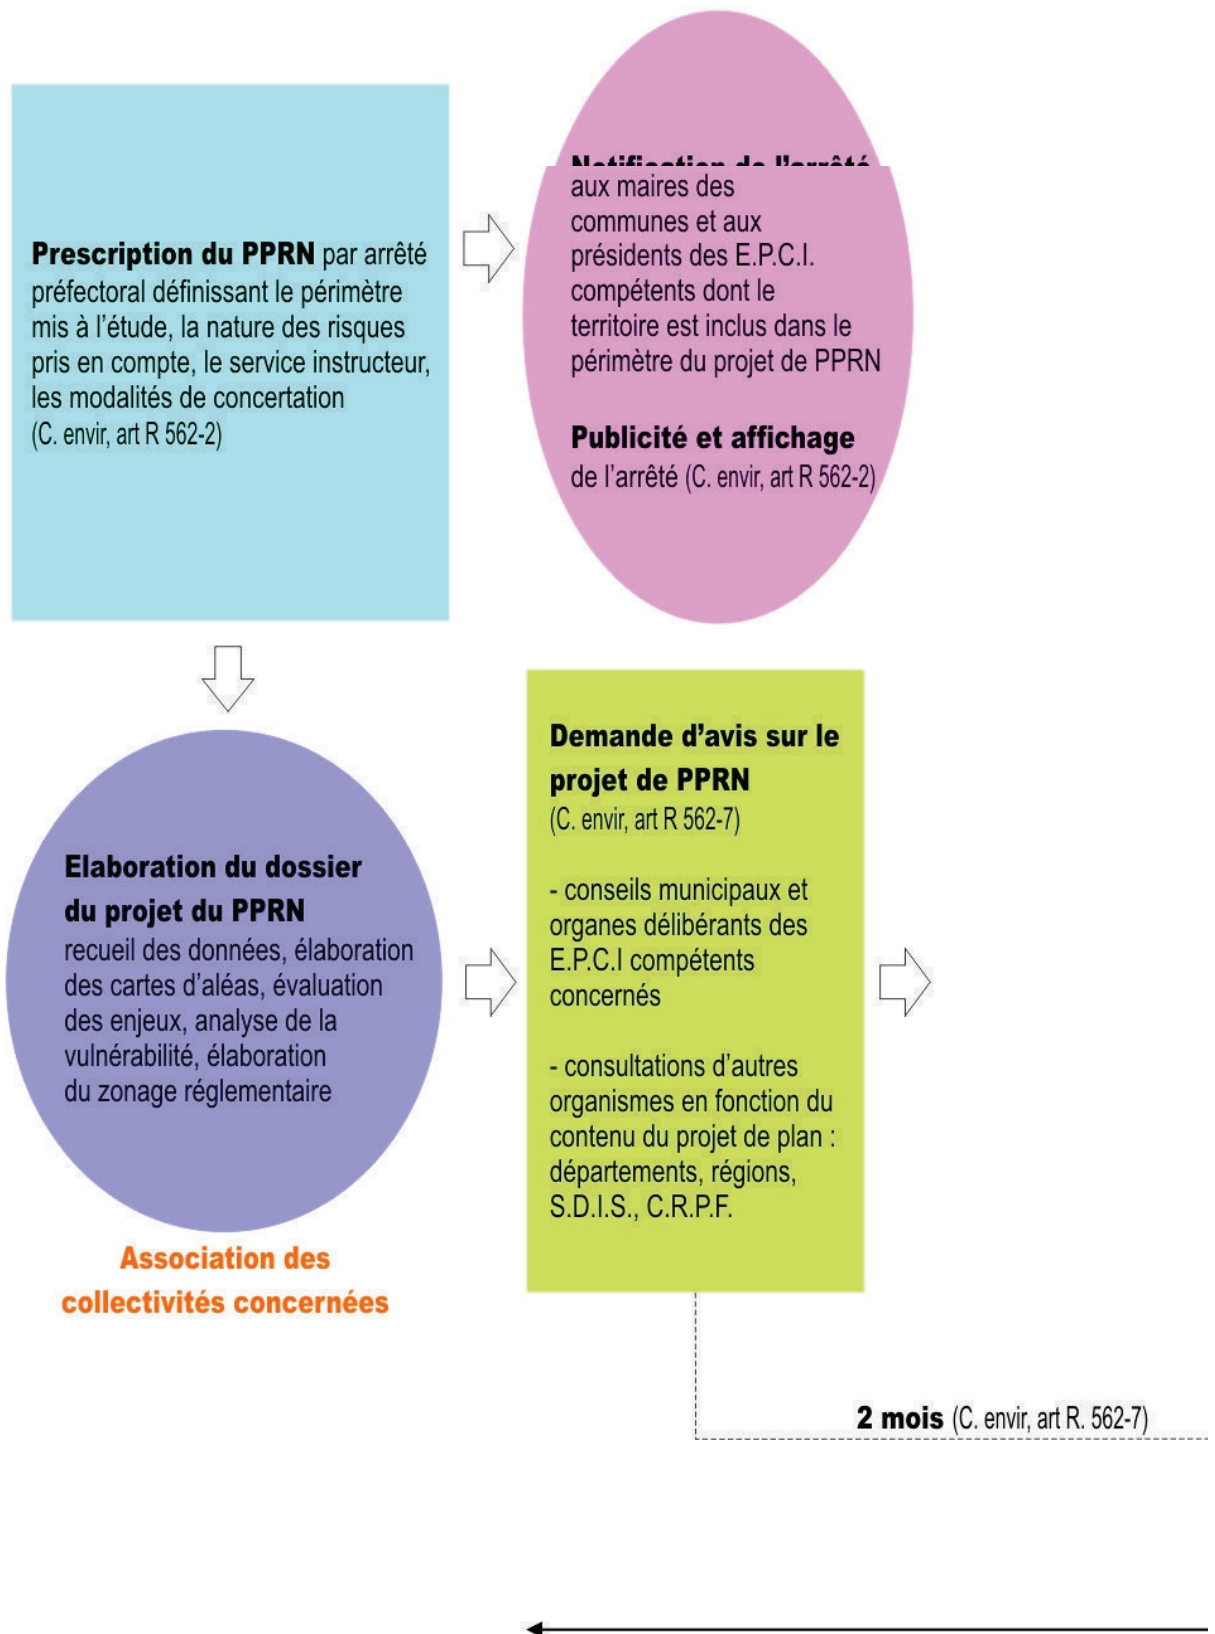 Prescription du PPRN par arrêté
préfectoral définissant le périmètre
mis à l'étude, la nature des risques
pris en compte, le service instructeur,
les modalités de concertation
(C. envir, art R 562-2)
Notification de l'arrêté
aux maires des
communes et aux
présidents des E.P.C.I.
compétents dont le
territoire est inclus dans le
périmètre du projet de PPRN
Publicité et affichage
de l'arrêté (C. envir, art R 562-2)
Elaboration du dossier
du projet du PPRN
recueil des données, élaboration
des cartes d'aléas, évaluation
des enjeux, analyse de la
vulnérabilité, élaboration
du zonage réglementaire
Association des
collectivités concernées
Demande d'avis sur le
projet de PPRN
(C. envir, art R 562-7)
- conseils municipaux et
organes délibérants des
E.P.C.I compétents
concernés
- consultations d'autres
organismes en fonction du
contenu du projet de plan :
départements, régions,
S.D.I.S., C.R.P.F.
2 mois (C. envir, art R. 562-7)